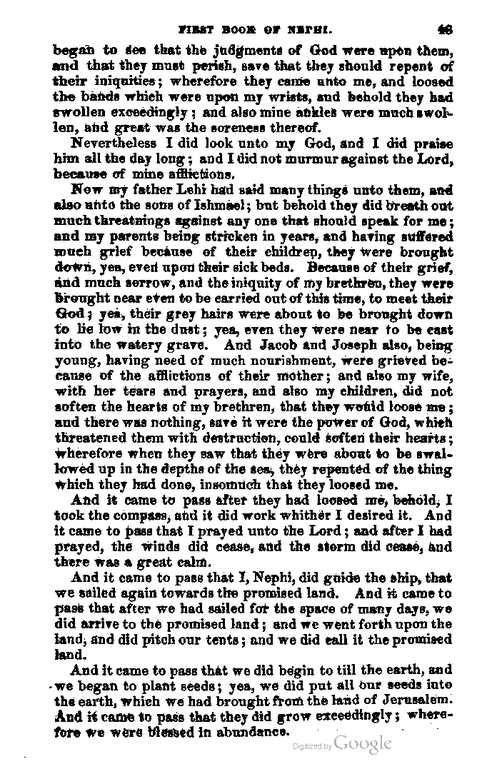 FIRST BOOK OF NEPHI. 43
began to see that the judgments of God were upon them,
and that they must perish, save that they should repent of
their iniquities; wherefore they came unto me, and loosed
the bands which were upon my wrists, and behold they had
swollen exceedingly; and also mine ankles were much swol-
len, and great was the soreness thereof.
Nevertheless I did look unto my God, and I did praise
him all the day long; and I did not murmur against the Lord,
because of mine afflictions.
Now my father Lehi had said many things unto them, and
also unto the sons of Ishmael; but behold they did breath out
much threatnings against any one that should speak for me;
and my parents being stricken in years, and having suffered
much grief because of their children, they were brought
down, yea, even upon their sick beds. Because of their grief,
and much sorrow, and the iniquity of my brethren, they were
brought near even to be carried out of this time, to meet their
God; yea, their grey hairs were about to be brought down
to lie low in the dust; yea, even they were near to be cast
into the watery grave. And Jacob and Joseph also, being
young, having need of much nourishment, were grieved be-
cause of the afflictions of their mother; and also my wife,
with her tears and prayers, and also my children, did not
soften the hearts of my brethren, that they would loose me;
and there was nothing, save it were the power of God, which
threatened them with destruction, could soften their hearts;
wherefore when they saw that they were about to be swal-
lowed up in the depths of the sea, they repented of the thing
which they had done, insomuch that they loosed me.
And it came to pass after they had loosed me, behold, I
took the compass, and it did work whither I desired it. And
it came to pass that I prayed unto the Lord; and after I had
prayed, the winds did cease, and the storm did cease, and
there was a great calm.
And it came to pass that I, Nephi, did guide the ship, that
we sailed again towards the promised land. And it came to
pass that after we had sailed for the space of many days, we
did arrive to the promised land; and we went forth upon the
land, and did pitch our tents; and we did call it the promised
land.
And it came to pass that we did begin to till the earth, and
we began to plant seeds; yea, we did put all our seeds into
the earth, which we had brought from the land of Jerusalem.
And it came to pass that they did grow exceedingly; where-
fore we were blessed in abundance.
Digitized by Google